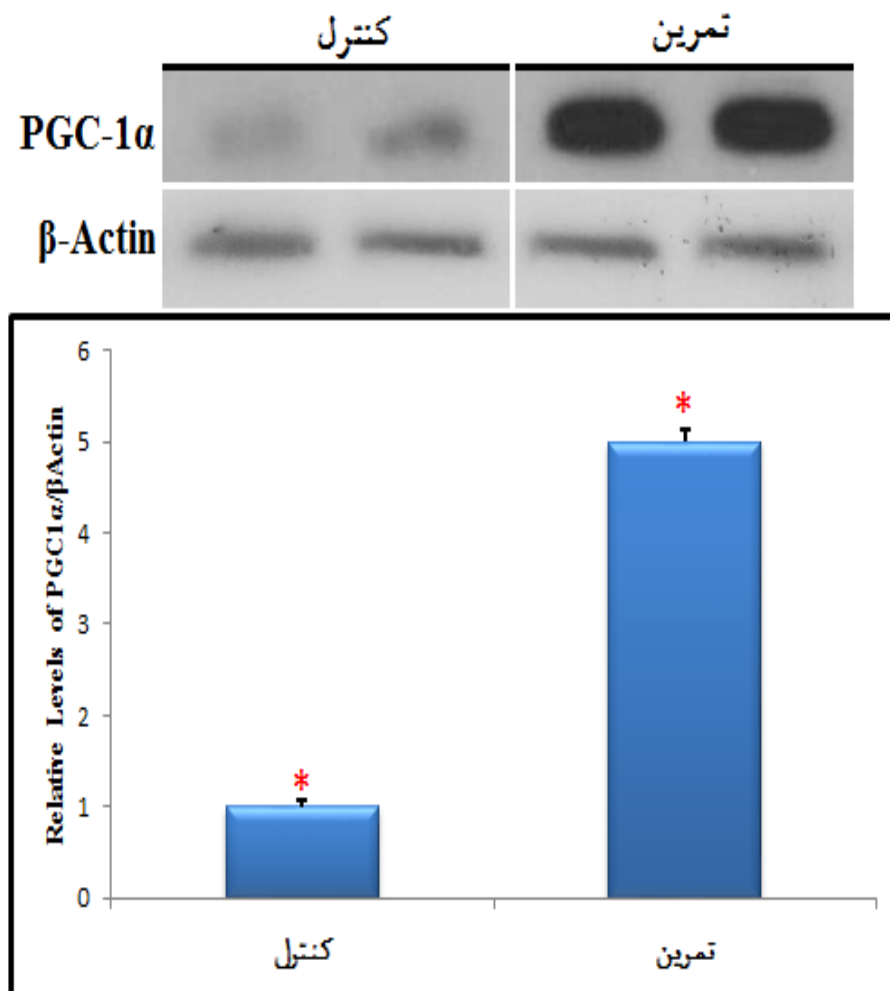 کنترل تمرین
PGC-1α
β-Actin
6
5
4
3
2
1
0
Relative Levels of PGC1α/βActin
*
*
کنترل تمرین